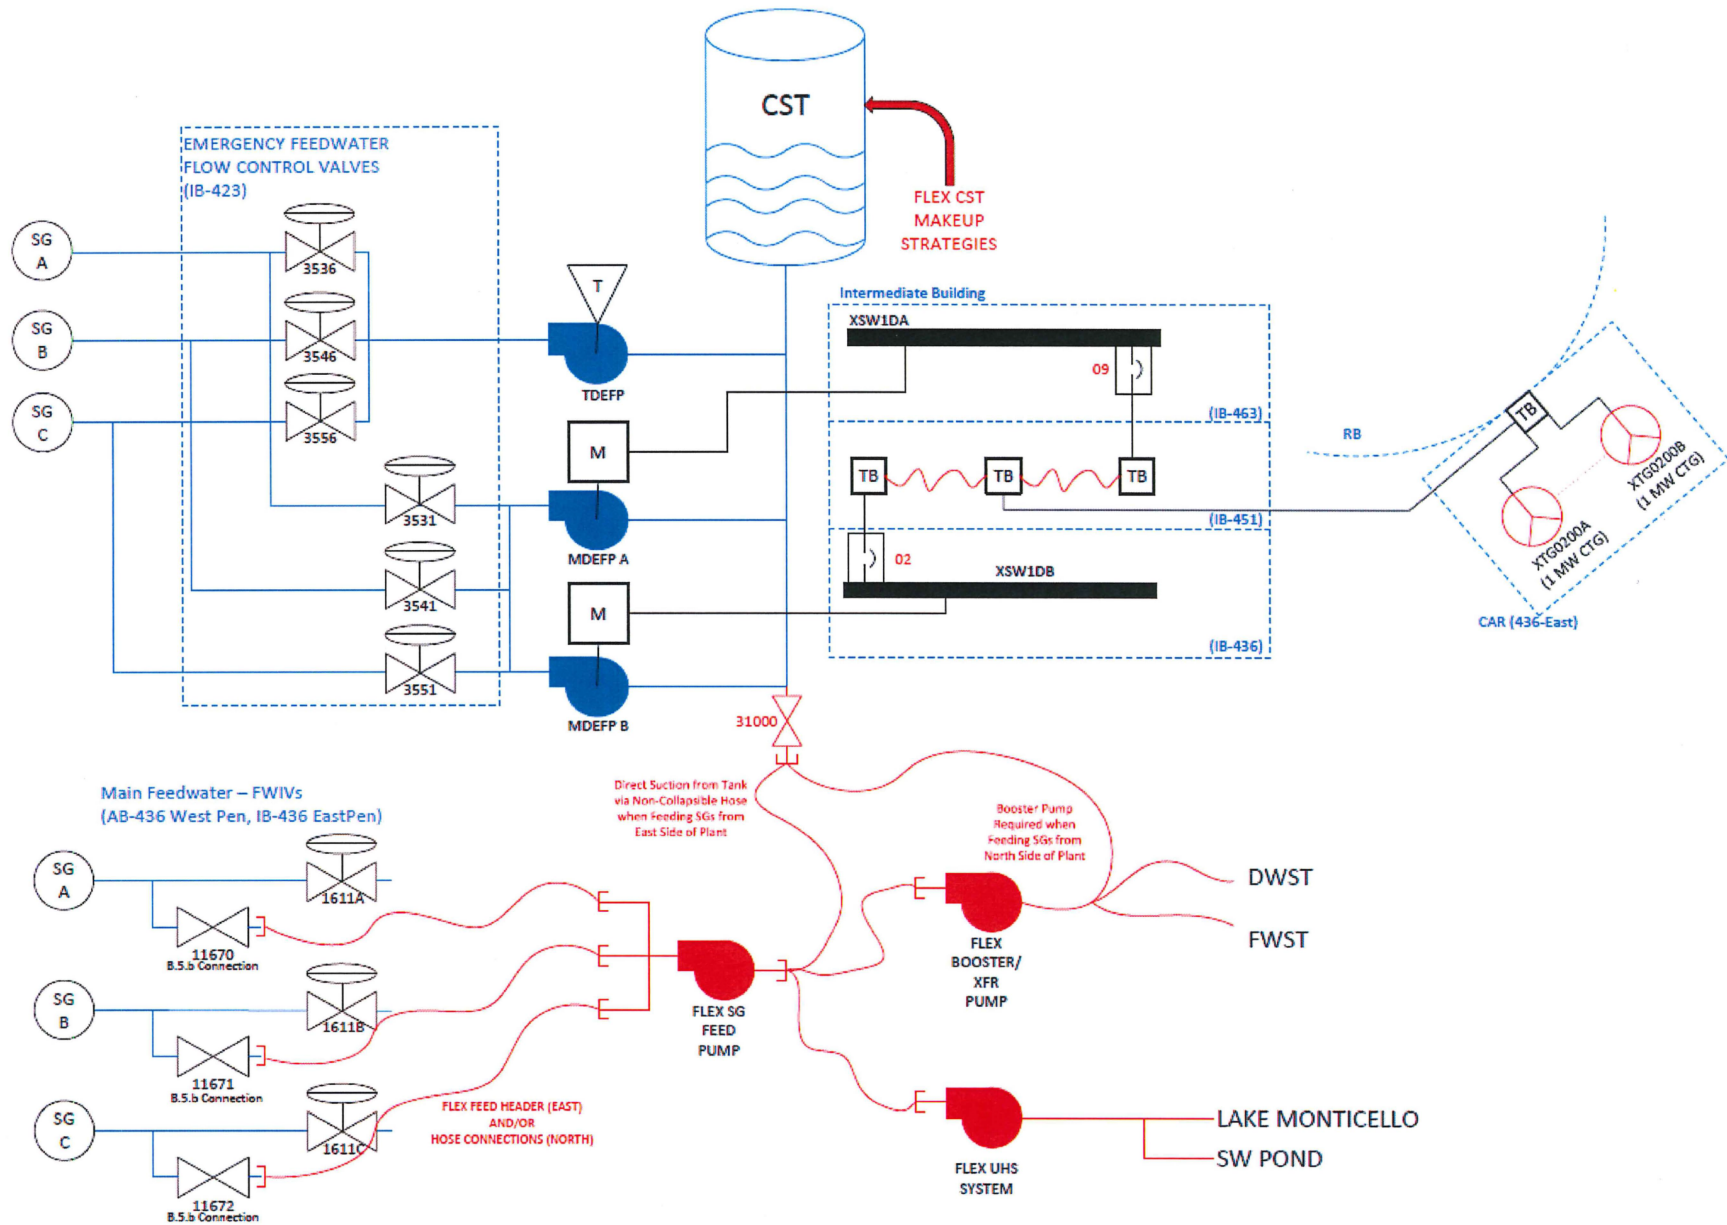 CST
EMERGENCY FEEDWATER
FLOW CONTROL VALVES
(IB-423)
FLEX CST
MAKEUP
STRATEGIES
SG
A
3536
SG
B
3546
SG
C
3556
T
TDEFP
M
3531
MDEFP A
3541
M
3551
MDEFP B
Intermediate Building
XSW1DA
09
(IB-463)
TB
TB
TB
(IB-451)
02
XSW1DB
(IB-436)
RB
TB
XTG0200B
(1 MW CTG)
XTG0200A
(1 MW CTG)
CAR (436-East)
31000
Direct Suction from Tank
via Non-Collapsible Hose
when Feeding SGs from
East Side of Plant
Booster Pump
Required when
Feeding SGs from
North Side of Plant
Main Feedwater – FWIVs
(AB-436 West Pen, IB-436 EastPen)
SG
A
1611A
11670
B.5.b Connection
SG
B
1611B
11671
B.5.b Connection
SG
C
1611C
11672
B.5.b Connection
FLEX FEED HEADER (EAST)
AND/OR
HOSE CONNECTIONS (NORTH)
FLEX SG
FEED
PUMP
FLEX
BOOSTER/
XFR
PUMP
DWST
FWST
FLEX UHS
SYSTEM
LAKE MONTICELLO
SW POND